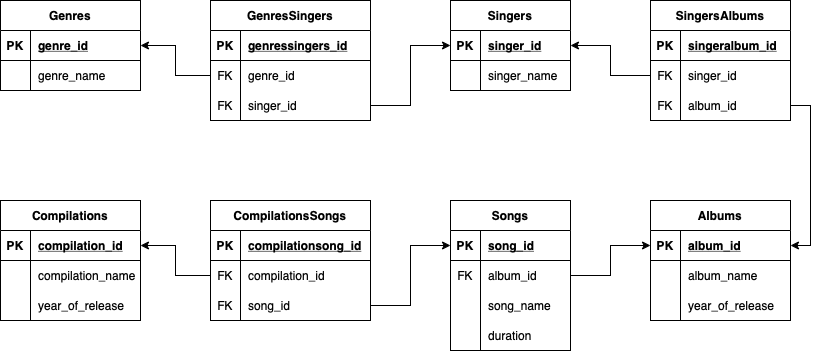 Genres
PK genre_id
genre_name
GenresSingers
PK genressingers_id
FK genre_id
FK singer_id
Singers
PK singer_id
singer_name
SingersAlbums
PK singeralbum_id
FK singer_id
FK album_id
Compilations
PK compilation_id
compilation_name
year_of_release
CompilationsSongs
PK compilationsong_id
FK compilation_id
FK song_id
Songs
PK song_id
FK album_id
song_name
duration
Albums
PK album_id
album_name
year_of_release